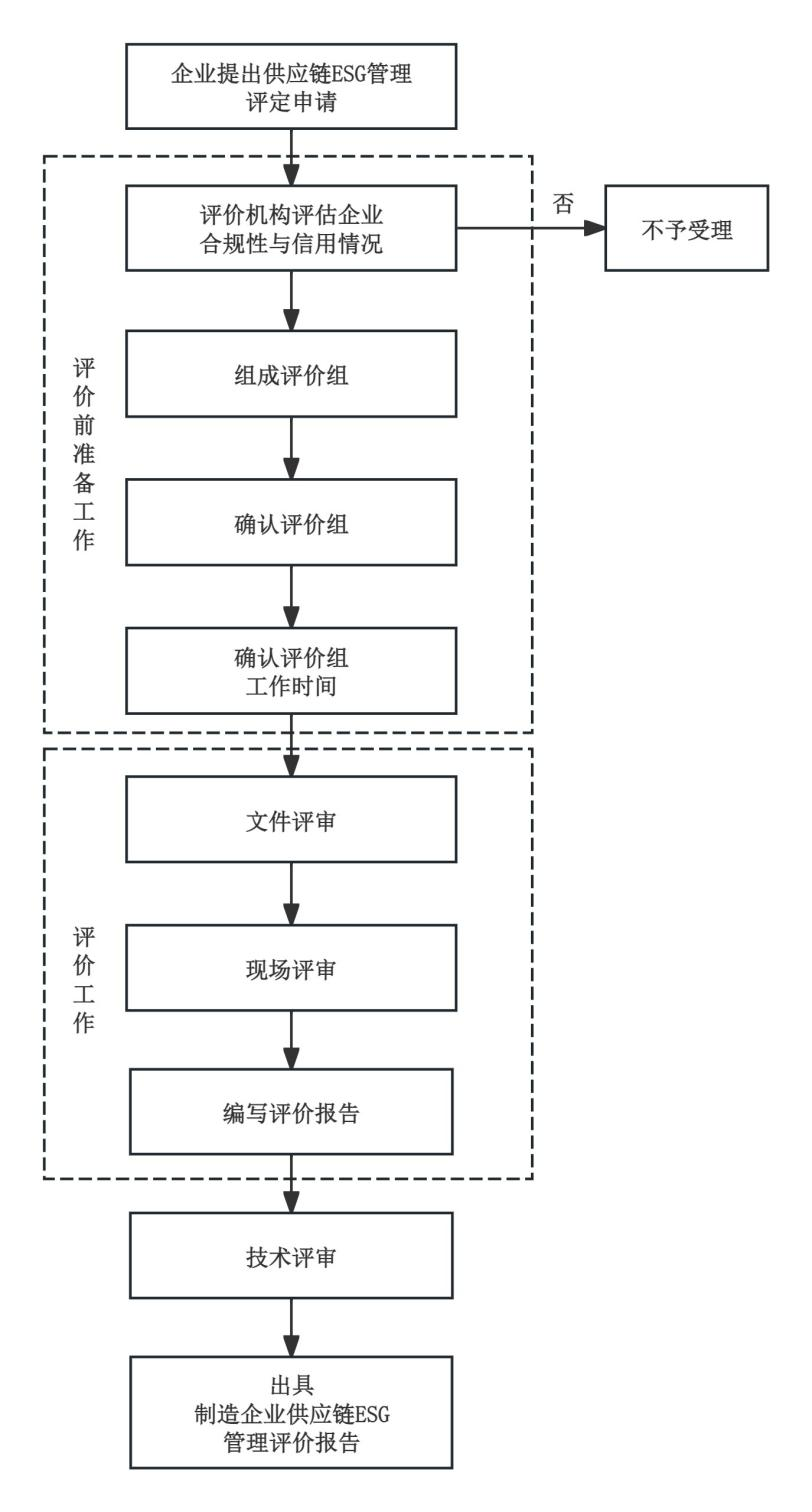 企业提出供应链ESG管理
评定申请
评价机构评估企业
合规性与信用情况
否
不予受理
组成评价组
评价前准备工作
确认评价组
确认评价组
工作时间
文件评审
现场评审
评价工作
编写评价报告
技术评审
出具
制造企业供应链ESG
管理评价报告